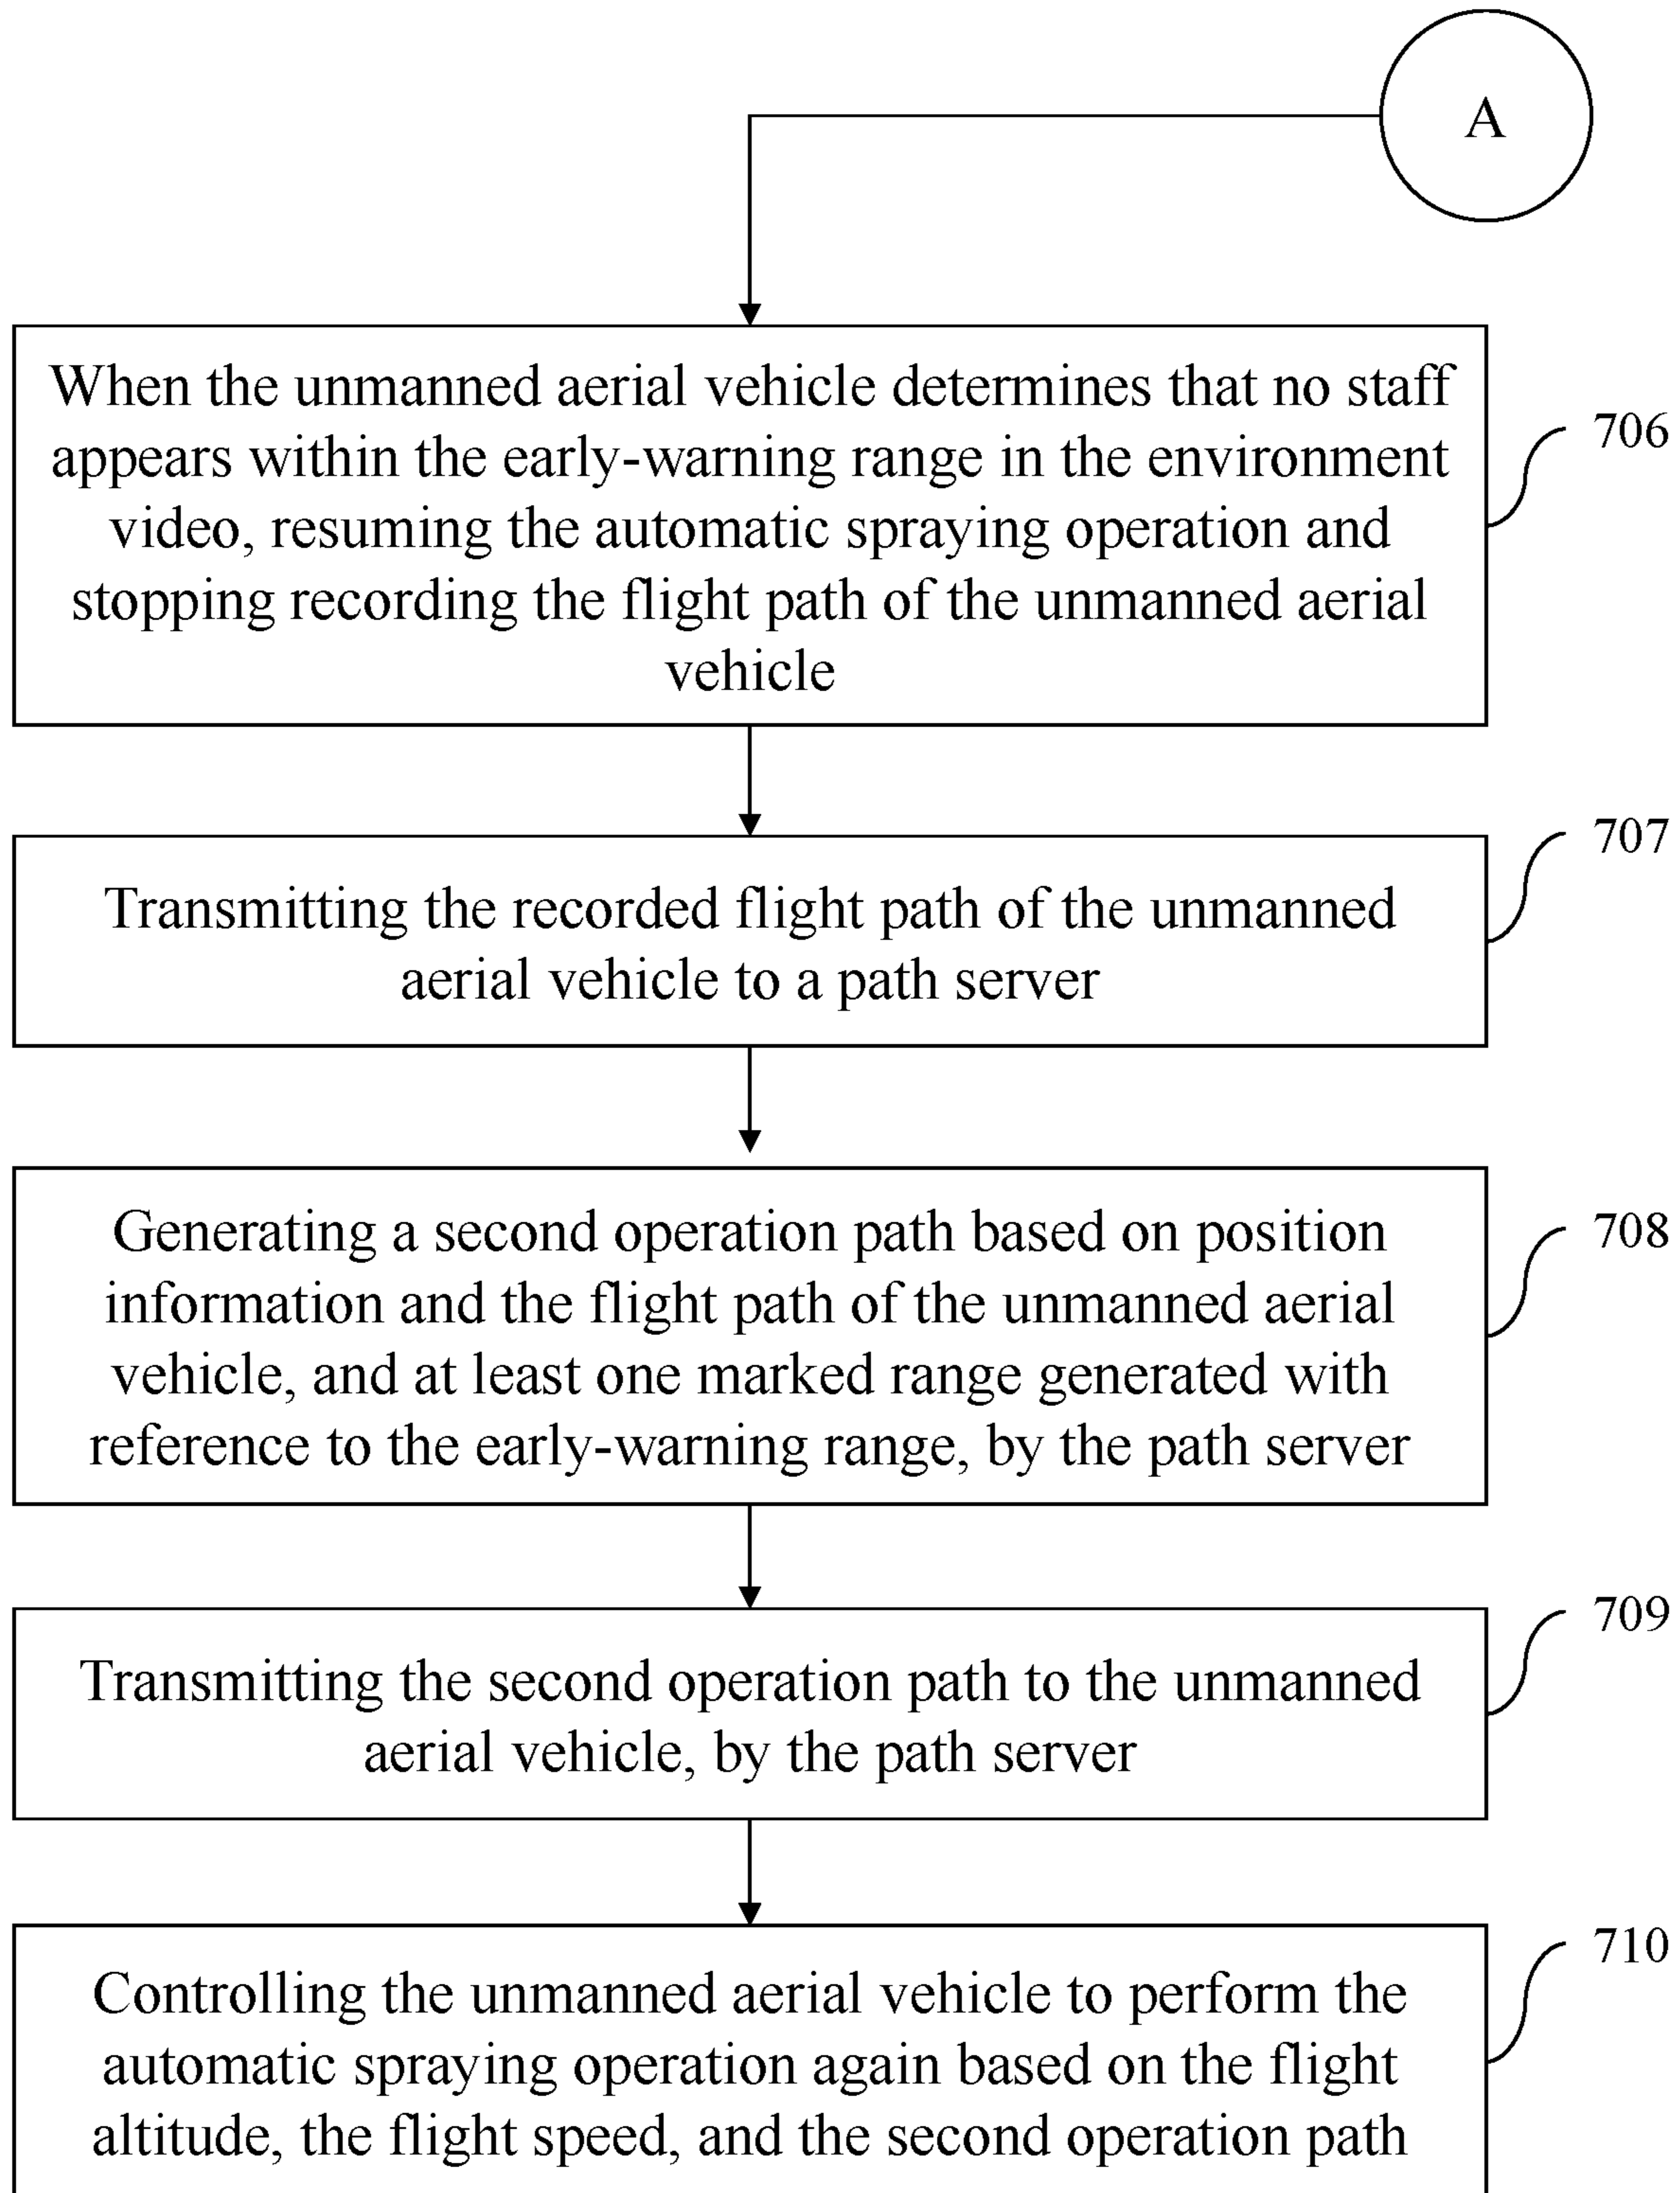 A
When the unmanned aerial vehicle determines that no staff
appears within the early-warning range in the environment
video, resuming the automatic spraying operation and
stopping recording the flight path of the unmanned aerial
vehicle
706
Transmitting the recorded flight path of the unmanned
aerial vehicle to a path server
707
Generating a second operation path based on position
information and the flight path of the unmanned aerial
vehicle, and at least one marked range generated with
reference to the early-warning range, by the path server
708
Transmitting the second operation path to the unmanned
aerial vehicle, by the path server
709
Controlling the unmanned aerial vehicle to perform the
automatic spraying operation again based on the flight
altitude, the flight speed, and the second operation path
710